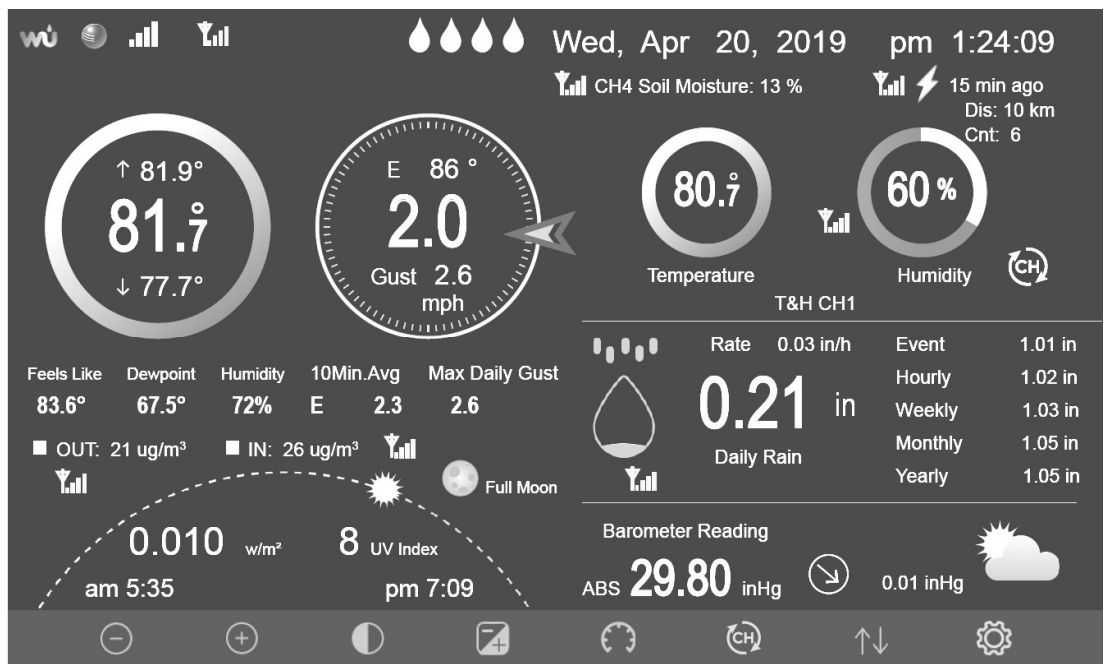 wu
Wed, Apr 20, 2019 pm 1:24:09
CH4 Soil Moisture: 13 %
15 min ago
Dis: 10 km
Cnt: 6
↑ 81.9°
81.7°
↓ 77.7°
E 86 °
2.0
Gust 2.6
mph
80.7°
Temperature
60 %
Humidity
CH
T&H CH1
Feels Like Dewpoint Humidity 10Min.Avg Max Daily Gust
83.6° 67.5° 72% E 2.3 2.6
OUT: 21 ug/m³ IN: 26 ug/m³
Full Moon
0.010 w/m² 8 UV Index
am 5:35 pm 7:09
Rate 0.03 in/h
0.21 in
Daily Rain
Event 1.01 in
Hourly 1.02 in
Weekly 1.03 in
Monthly 1.05 in
Yearly 1.05 in
Barometer Reading
ABS 29.80 inHg 0.01 inHg
CH